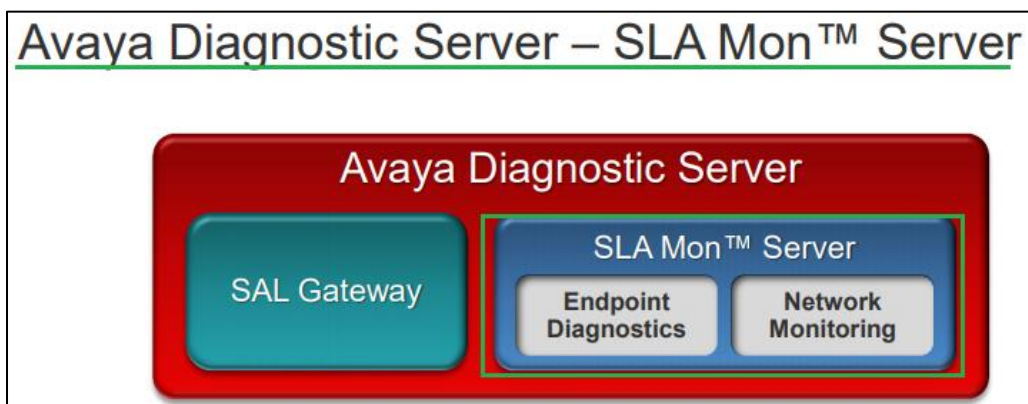 Avaya Diagnostic Server – SLA Mon™ Server
Avaya Diagnostic Server
SAL Gateway
SLA Mon™ Server
Endpoint
Diagnostics
Network
Monitoring